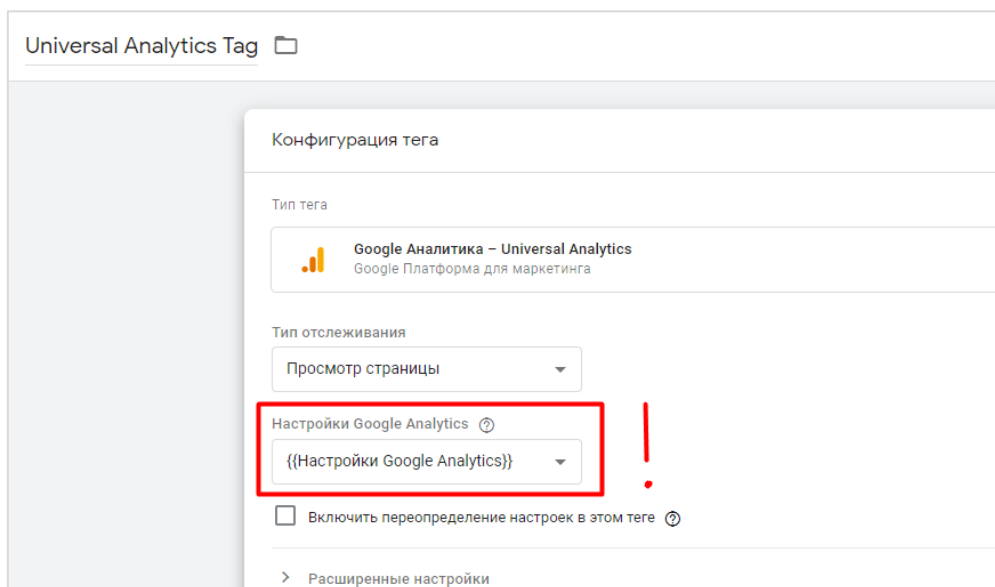 Universal Analytics Tag
Конфигурация тега
Тип тега
Google Аналитика – Universal Analytics
Google Платформа для маркетинга
Тип отслеживания
Просмотр страницы
Настройки Google Analytics ?
{{Настройки Google Analytics}}
!
Включить переопределение настроек в этом теге ?
Расширенные настройки